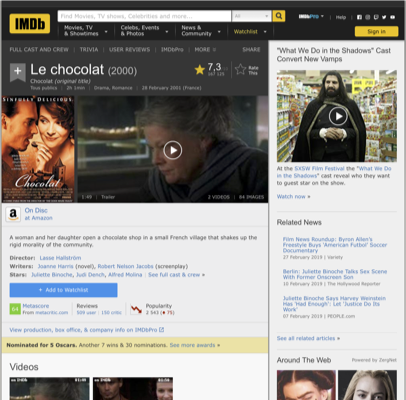 IMDb
Find Movies, TV shows, Celebrities and more...
All
IMDbPro
Help
Movies, TV & Showtimes
Celebs, Events & Photos
News & Community
Watchlist
Sign in
FULL CAST AND CREW | TRIVIA | USER REVIEWS | IMDbPro | MORE
SHARE
Le chocolat (2000)
Chocolat (original title)
Tous publics | 2h 1min | Drama, Romance | 28 February 2001 (France)
7,3
Rate This
SINFULLY DELICIOUS
Chocolat
1:49 | Trailer
2 VIDEOS | 84 IMAGES
a
On Disc
at Amazon
A woman and her daughter open a chocolate shop in a small French village that shakes up the
rigid morality of the community.
Director: Lasse Hallström
Writers: Joanne Harris (novel), Robert Nelson Jacobs (screenplay)
Stars: Juliette Binoche, Judi Dench, Alfred Molina | See full cast & crew »
+ Add to Watchlist
64
Metascore
From metacritic.com
Reviews
509 user | 150 critic
Popularity
2 543 (75)
View production, box office, & company info on IMDbPro
Nominated for 5 Oscars. Another 7 wins & 30 nominations. See more awards »
Videos
"What We Do in the Shadows" Cast
Convert New Vamps
At the SXSW Film Festival the "What We
Do in the Shadows" cast reveal who they
want to guest star on the show.
Watch now »
Related News
Film News Roundup: Byron Allen's
Freestyle Buys 'American Futbol' Soccer
Documentary
27 February 2019 | Variety
Berlin: Juliette Binoche Talks Sex Scene
With Former Onscreen Son
10 February 2019 | The Hollywood Reporter
Juliette Binoche Says Harvey Weinstein
Has 'Had Enough': Let 'Justice Do Its
Work'
07 February 2019 | PEOPLE.com
See all related articles »
Around The Web
Powered by ZergNet